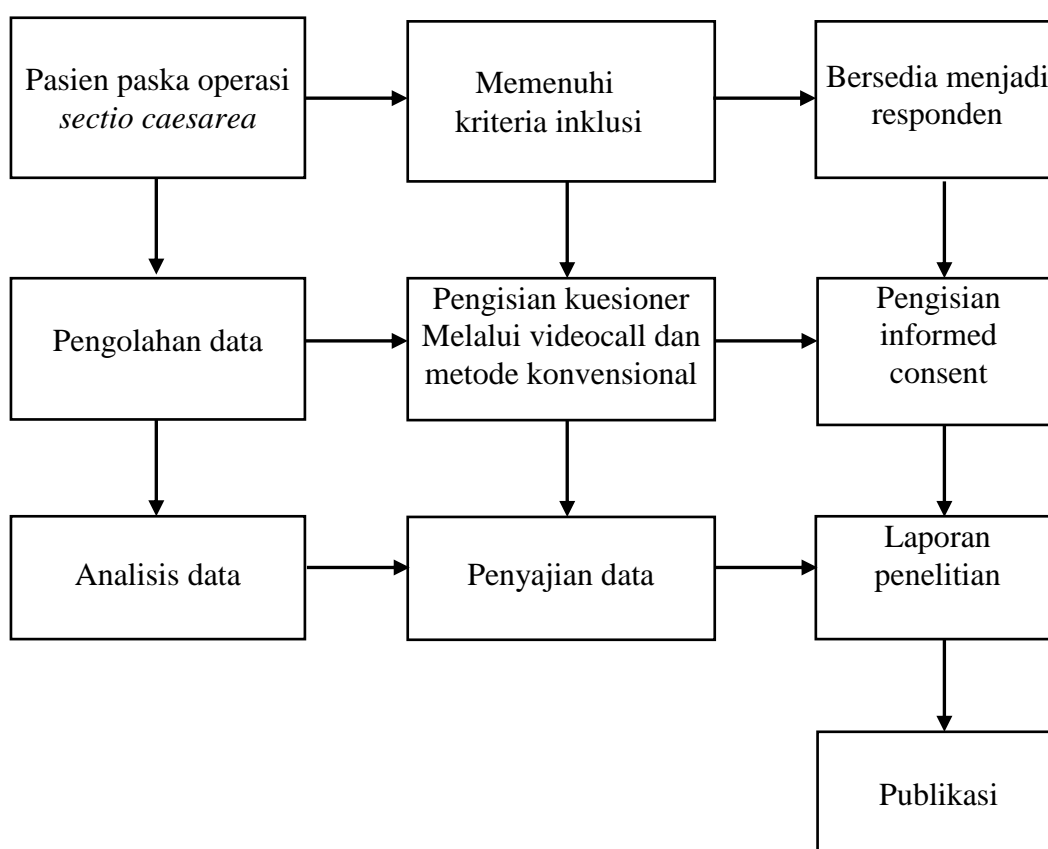 Pasien paska operasi
sectio caesarea
Memenuhi
kriteria inklusi
Bersedia menjadi
responden
Pengolahan data
Pengisian kuesioner
Melalui videocall dan
metode konvensional
Pengisian
informed
consent
Analisis data
Penyajian data
Laporan
penelitian
Publikasi